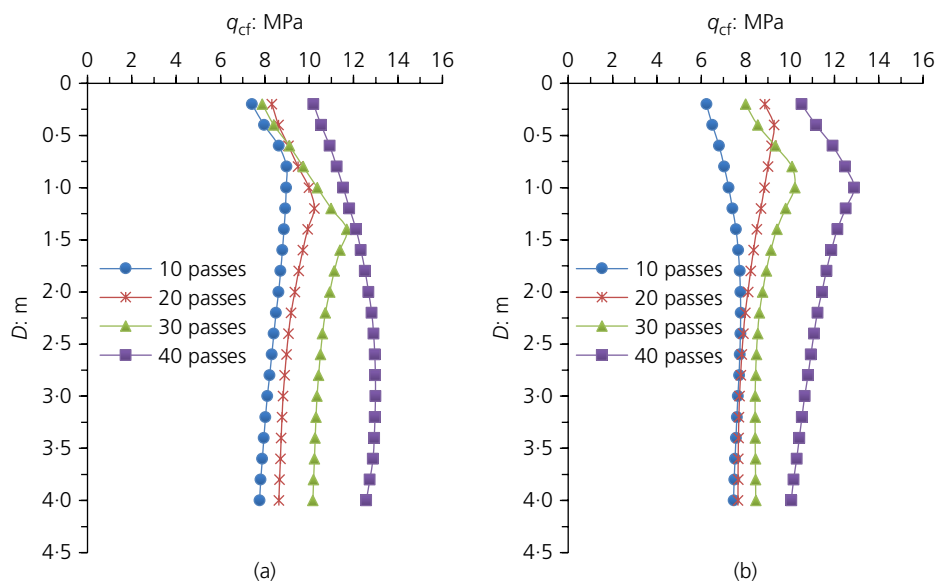 q_cf: MPa
0 2 4 6 8 10 12 14 16
0
0·5
1·0
1·5
2·0
2·5
3·0
3·5
4·0
4·5
D: m
10 passes
20 passes
30 passes
40 passes
(a)
q_cf: MPa
0 2 4 6 8 10 12 14 16
0
0·5
1·0
1·5
2·0
2·5
3·0
3·5
4·0
4·5
D: m
10 passes
20 passes
30 passes
40 passes
(b)